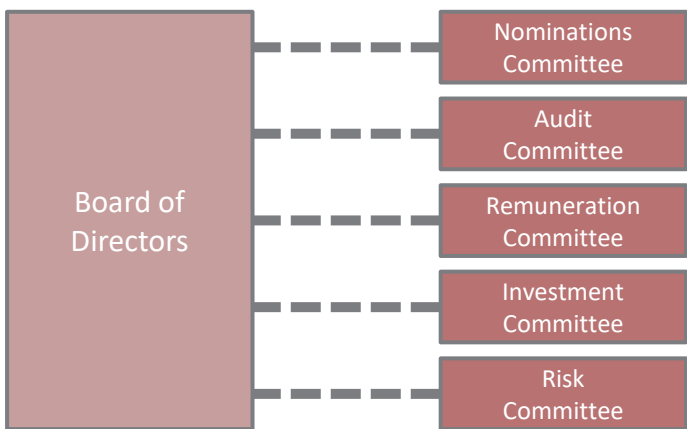 Board of
Directors
Nominations
Committee
Audit
Committee
Remuneration
Committee
Investment
Committee
Risk
Committee